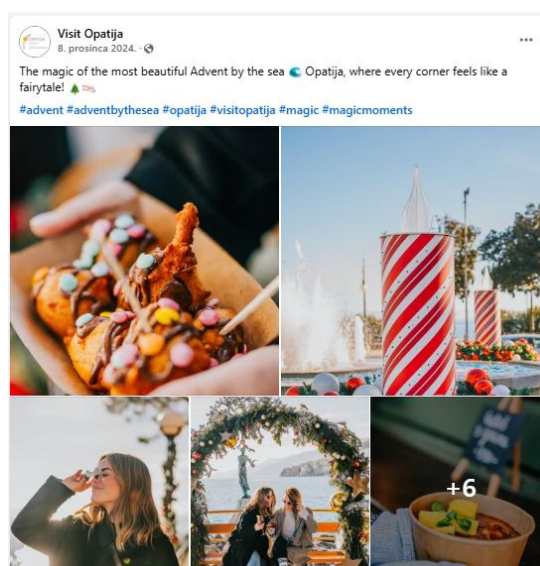 Visit Opatija
8. prosinca 2024. ·
The magic of the most beautiful Advent by the sea 🌊 Opatija, where every corner feels like a
fairytale! 🎄
#advent #adventbythesea #opatija #visitopatija #magic #magicmoments
+6